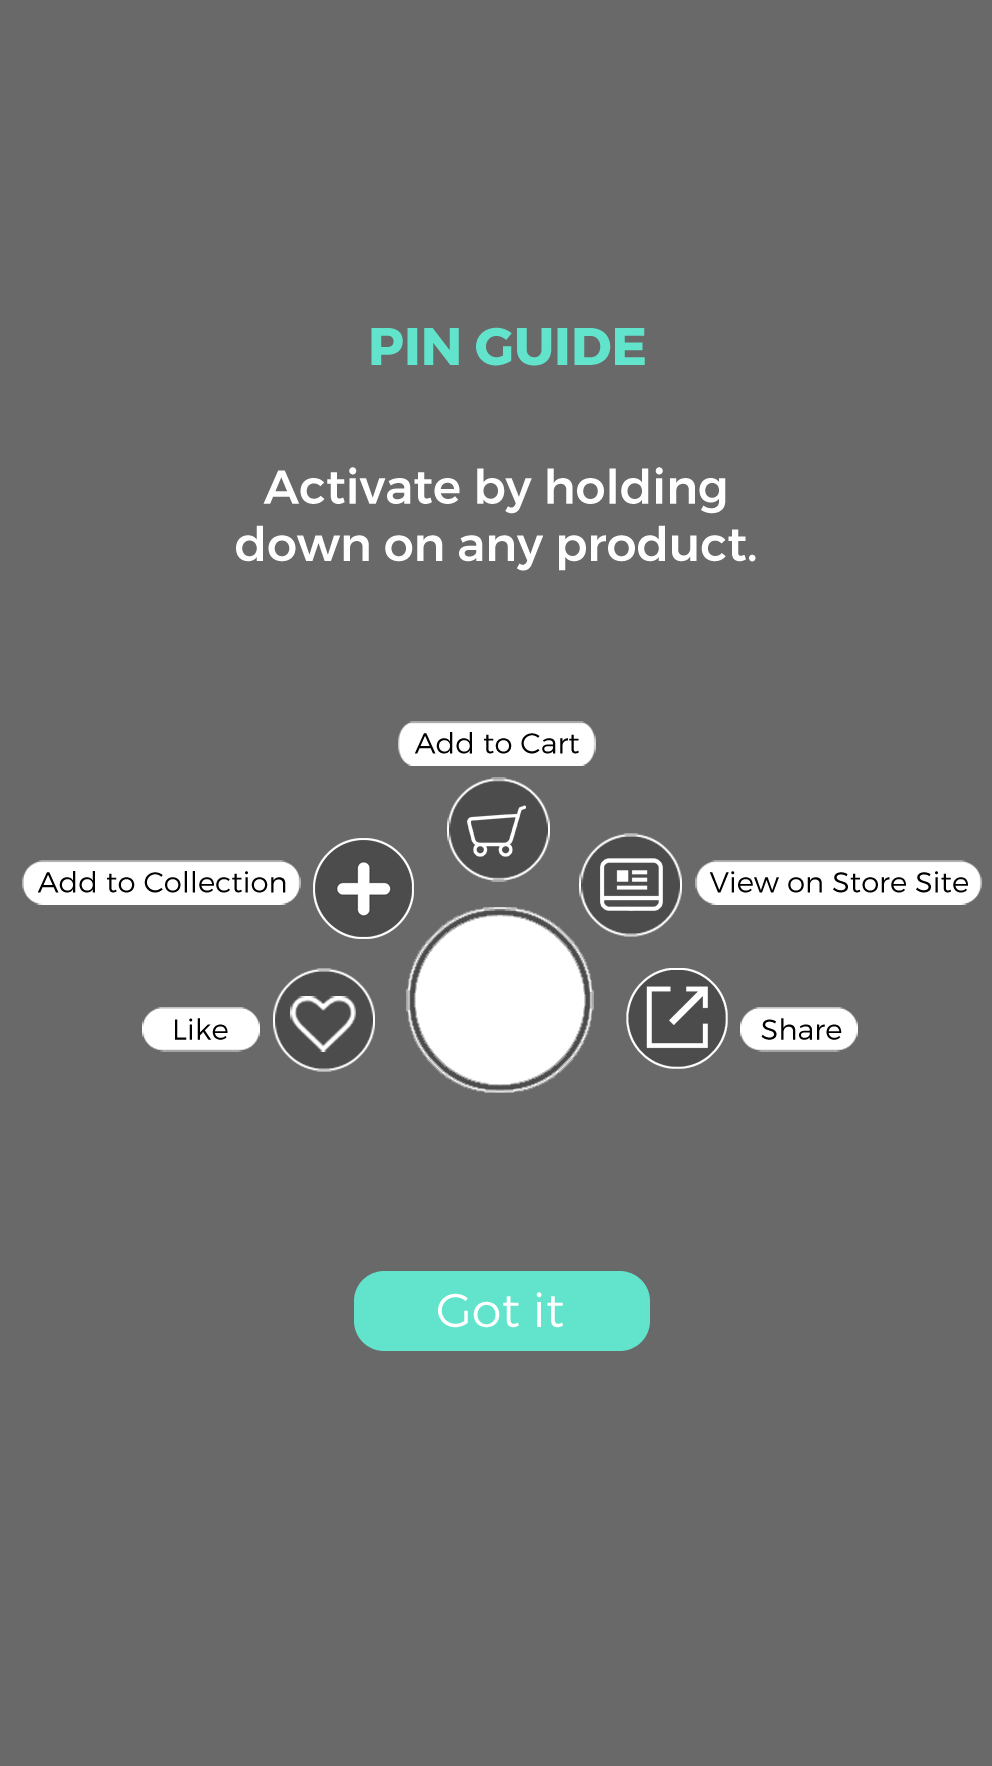 PIN GUIDE
Activate by holding
down on any product.
Add to Cart
Add to Collection
View on Store Site
Like
Share
Got it